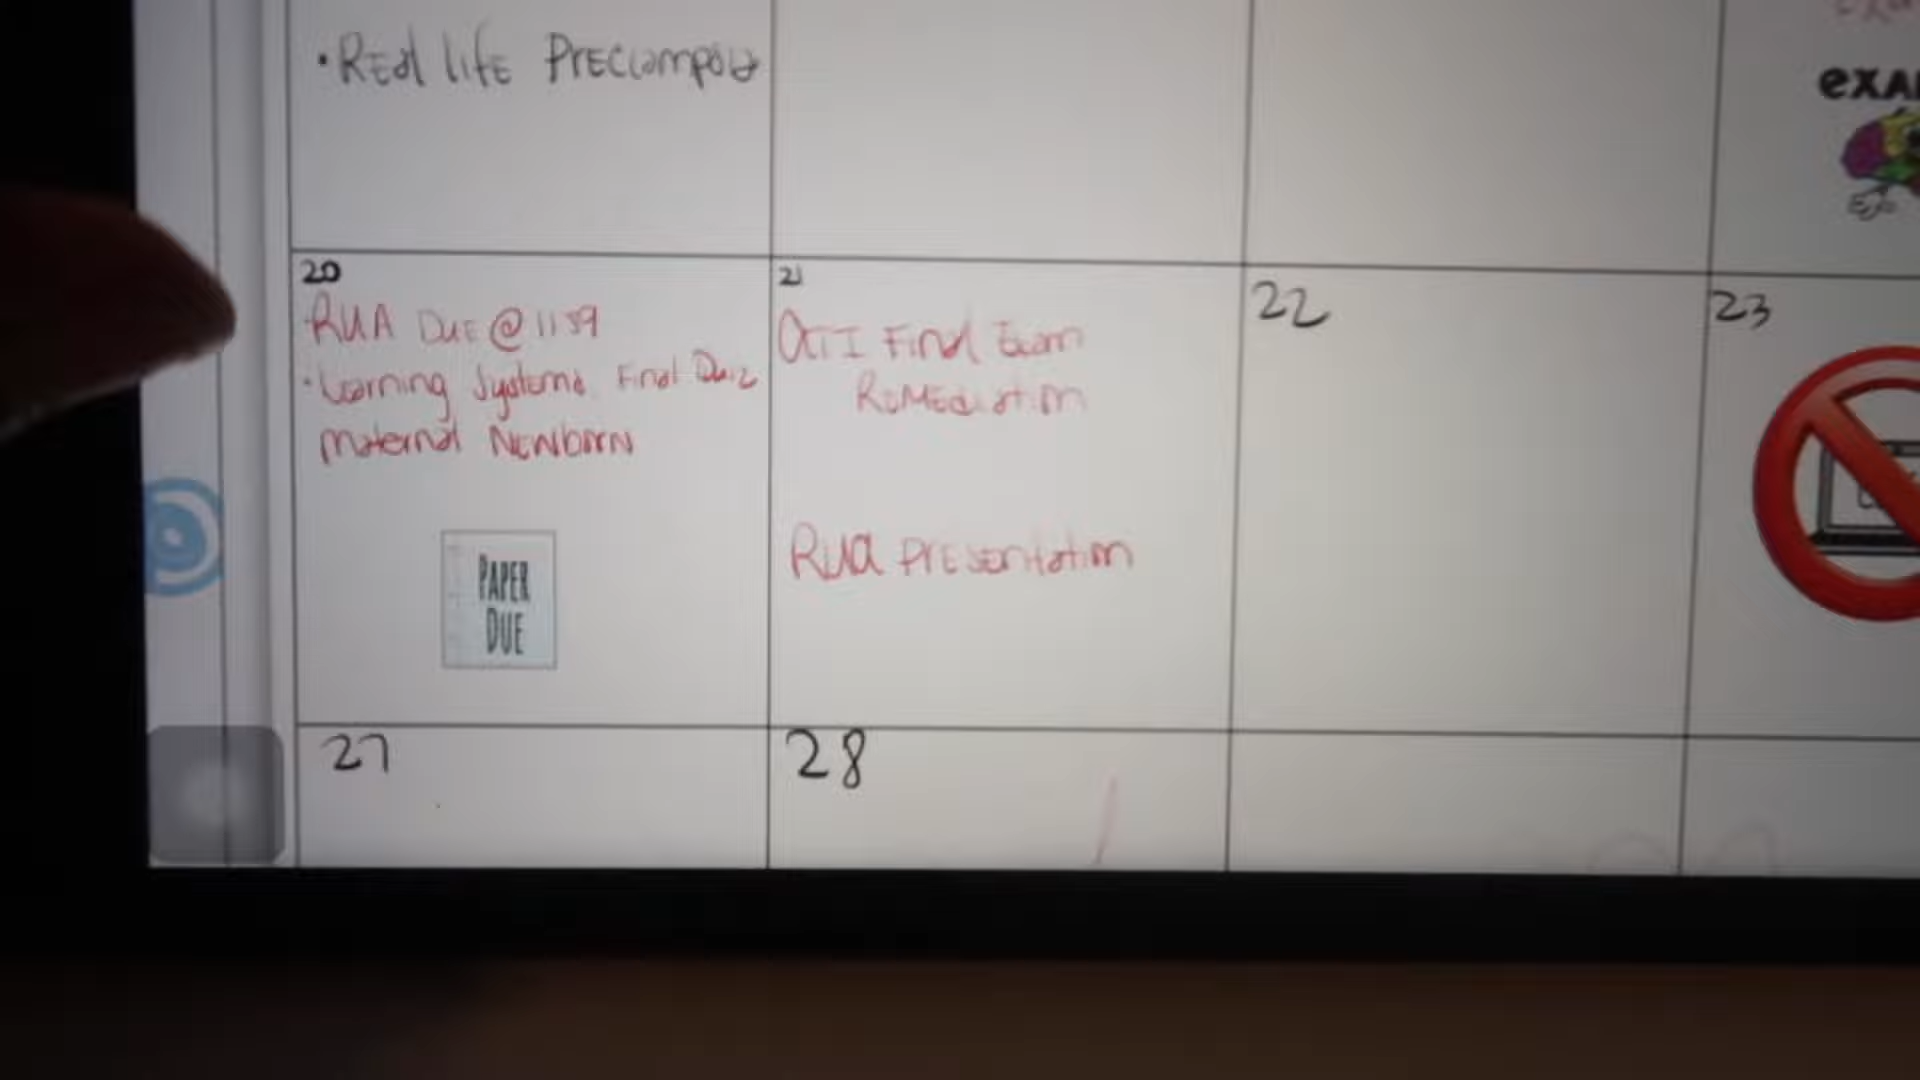 • Real life Preclampsia
exa
20
RUA Due @ 1159
• Learning Systems Final Quiz
Maternal Newborn
PAPER
DUE
21
ATI Final Exam
Remediation
RUA Presentation
22
23
27
28